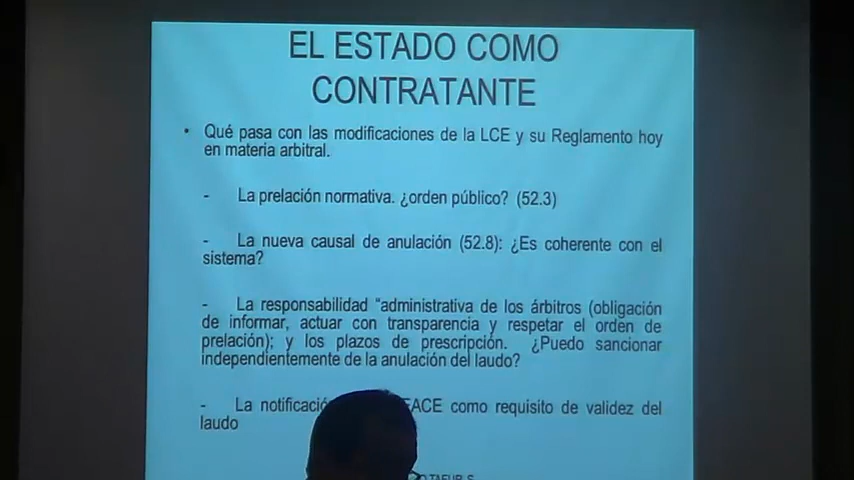 EL ESTADO COMO
CONTRATANTE
• Qué pasa con las modificaciones de la LCE y su Reglamento hoy
en materia arbitral.
- La prelación normativa. ¿orden público? (52.3)
- La nueva causal de anulación (52.8): ¿Es coherente con el
sistema?
- La responsabilidad “administrativa de los árbitros (obligación
de informar, actuar con transparencia y respetar el orden de
prelación); y los plazos de prescripción. ¿Puedo sancionar
independientemente de la anulación del laudo?
- La notificació EACE como requisito de validez del
laudo
TAFUR S